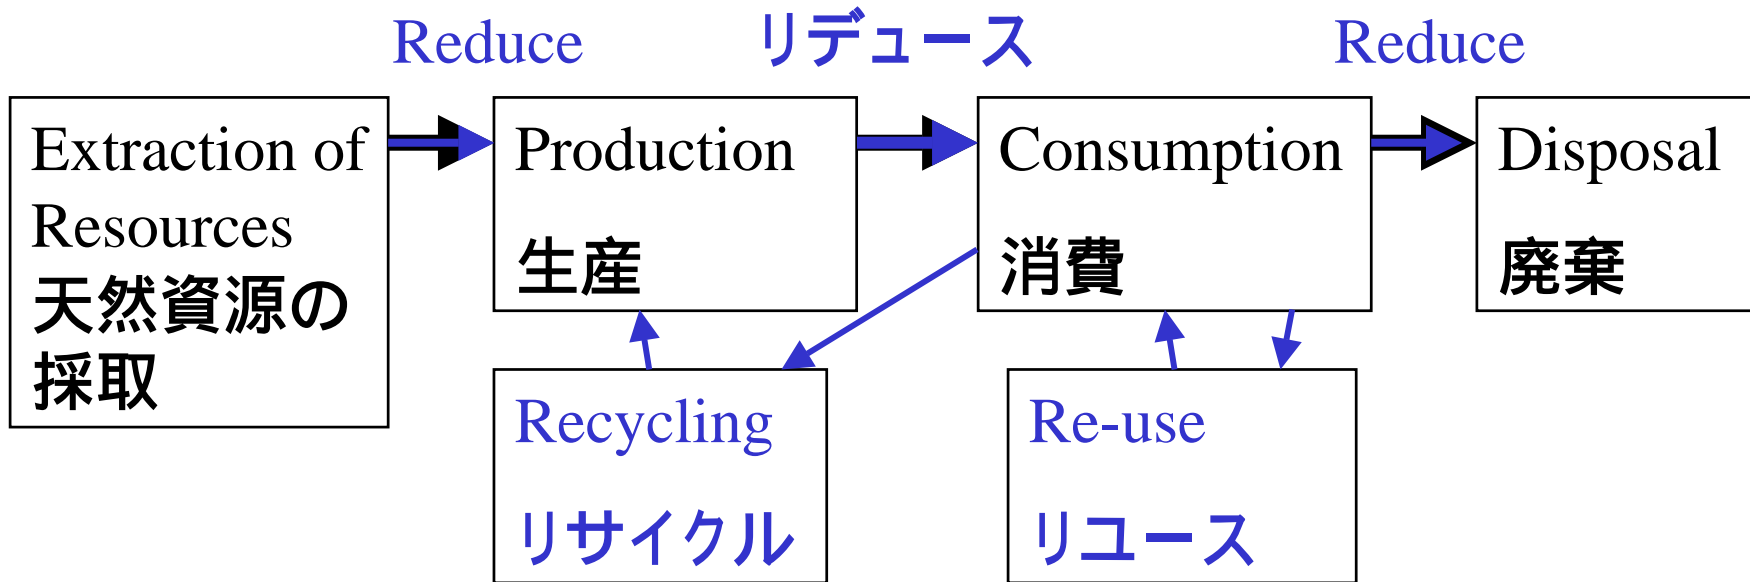 Reduce
リデュース
Reduce
Extraction of
Resources
天然資源の
採取
Production
生産
Consumption
消費
Disposal
廃棄
Recycling
リサイクル
Re-use
リユース